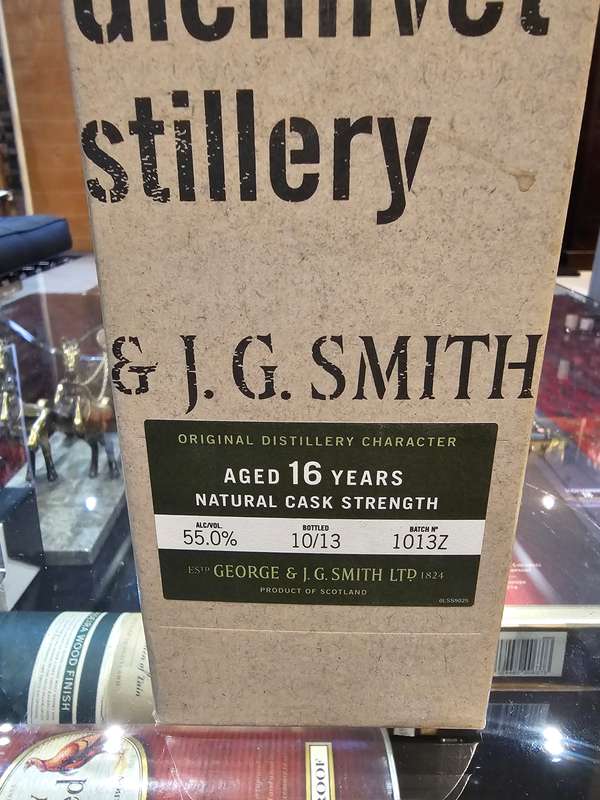 stillery
& J. G. SMITH
ORIGINAL DISTILLERY CHARACTER
AGED 16 YEARS
NATURAL CASK STRENGTH
ALC/VOL. BOTTLED BATCH Nº
55.0% 10/13 1013Z
ESTD GEORGE & J. G. SMITH LTD 1824
PRODUCT OF SCOTLAND
WOOD FINISH
OOF